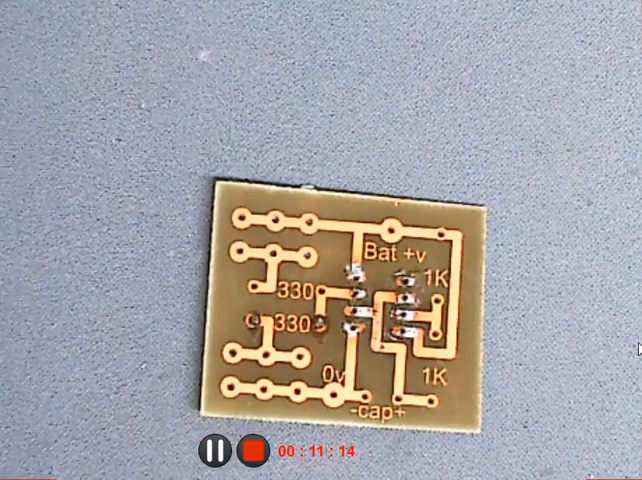 Bat +v
1K
330
330
0v
1K
-cap+
00 : 11 : 14